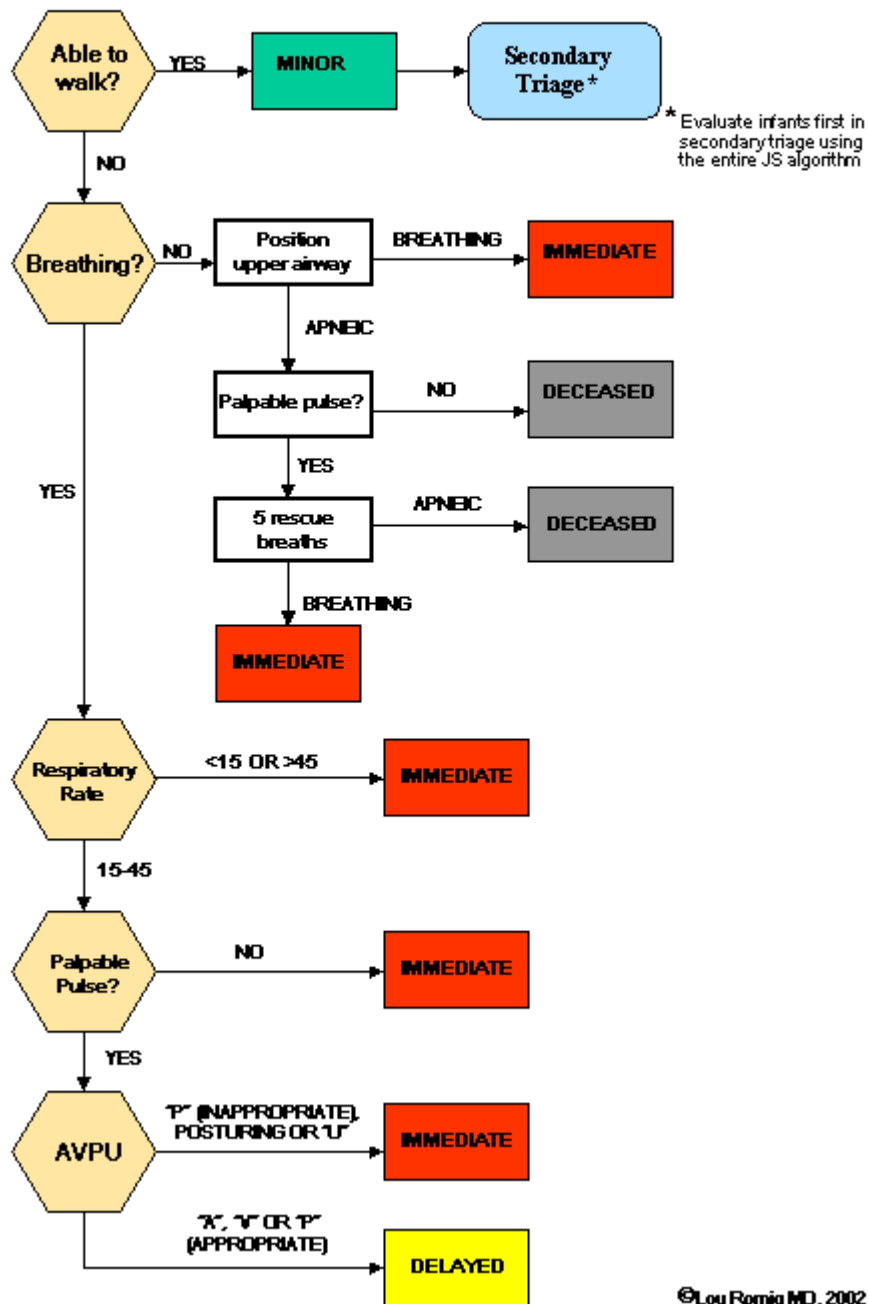 Able to
walk?
YES
MINOR
Secondary
Triage*
* Evaluate infants first in
secondary triage using
the entire JS algorithm
NO
Breathing?
NO
Position
upper airway
BREATHING
IMMEDIATE
APNEIC
Palpable pulse?
NO
DECEASED
YES
YES
5 rescue
breaths
APNEIC
DECEASED
BREATHING
IMMEDIATE
Respiratory
Rate
<15 OR >45
IMMEDIATE
15-45
Palpable
Pulse?
NO
IMMEDIATE
YES
AVPU
"P" (INAPPROPRIATE),
POSTURING OR "U"
IMMEDIATE
"A", "V" OR "P"
(APPROPRIATE)
DELAYED
©Lou Romig MD, 2002